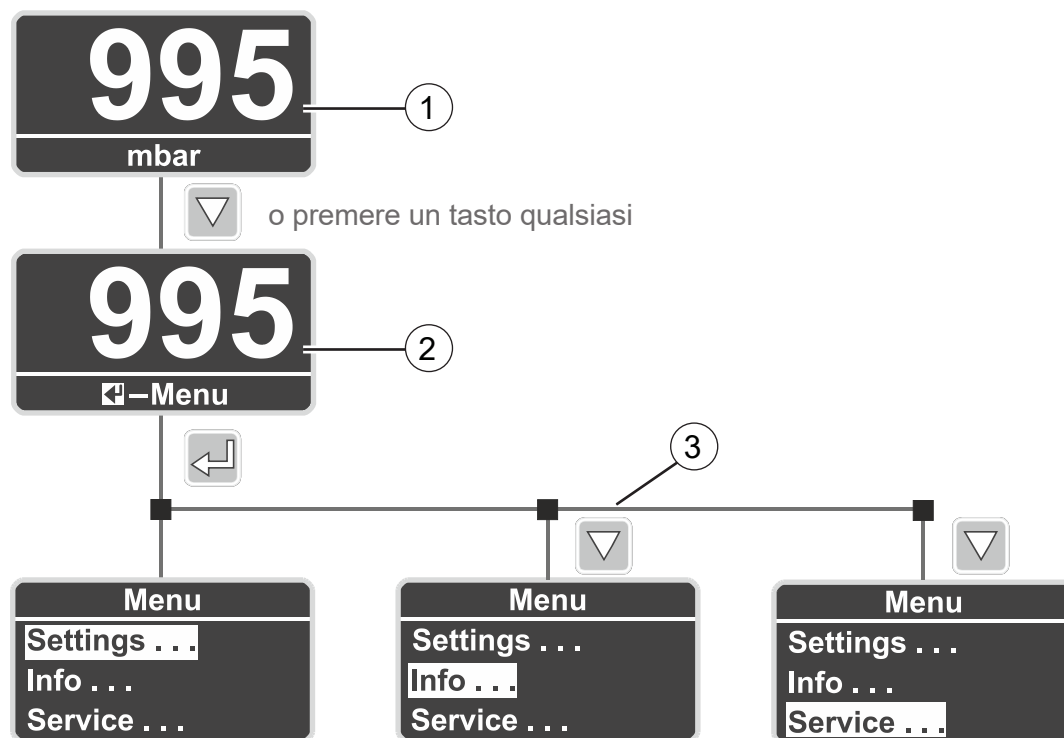 995
1
mbar
o premere un tasto qualsiasi
995
2
–Menu
3
Menu
Settings . . .
Info . . .
Service . . .
Menu
Settings . . .
Info . . .
Service . . .
Menu
Settings . . .
Info . . .
Service . . .